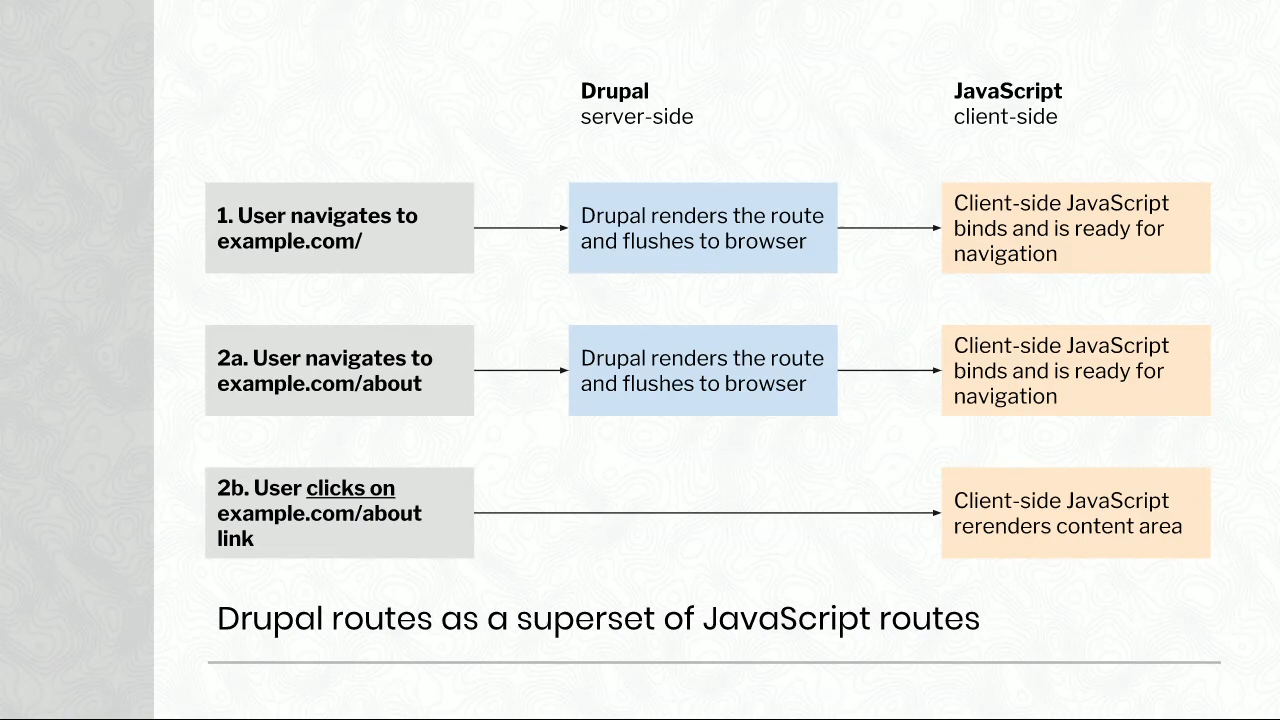 Drupal
server-side
JavaScript
client-side
1. User navigates to
example.com/
Drupal renders the route
and flushes to browser
Client-side JavaScript
binds and is ready for
navigation
2a. User navigates to
example.com/about
Drupal renders the route
and flushes to browser
Client-side JavaScript
binds and is ready for
navigation
2b. User clicks on
example.com/about
link
Client-side JavaScript
rerenders content area
Drupal routes as a superset of JavaScript routes